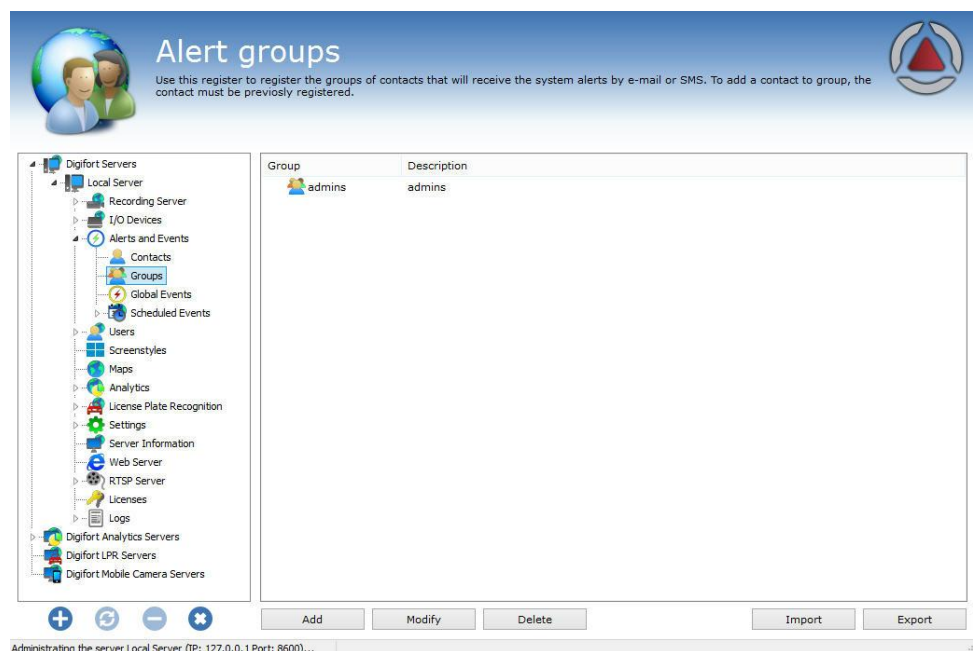 Alert groups
Use this register to register the groups of contacts that will receive the system alerts by e-mail or SMS. To add a contact to group, the
contact must be previosly registered.
Digifort Servers
Local Server
Recording Server
I/O Devices
Alerts and Events
Contacts
Groups
Global Events
Scheduled Events
Users
Screenstyles
Maps
Analytics
License Plate Recognition
Settings
Server Information
Web Server
RTSP Server
Licenses
Logs
Digifort Analytics Servers
Digifort LPR Servers
Digifort Mobile Camera Servers
Group Description
admins admins
Add Modify Delete Import Export
Administrating the server Local Server (IP: 127.0.0.1 Port: 8600)...